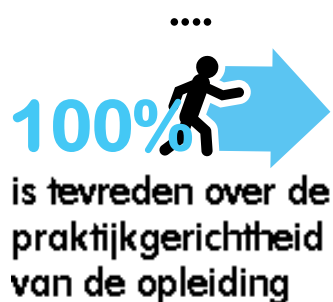 100%
is tevreden over de
praktijkgerichtheid
van de opleiding